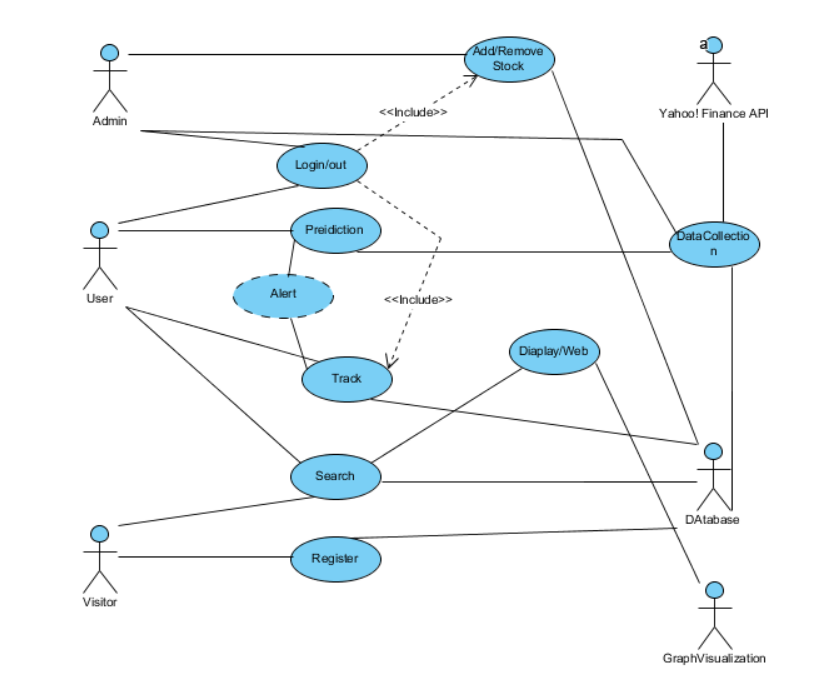 Add/Remove
Stock
a
Admin
Yahoo! Finance API
<<Include>>
Login/out
Preidiction
DataCollectio
n
User
Alert
<<Include>>
Diaplay/Web
Track
Search
DAtabase
Register
Visitor
GraphVisualization